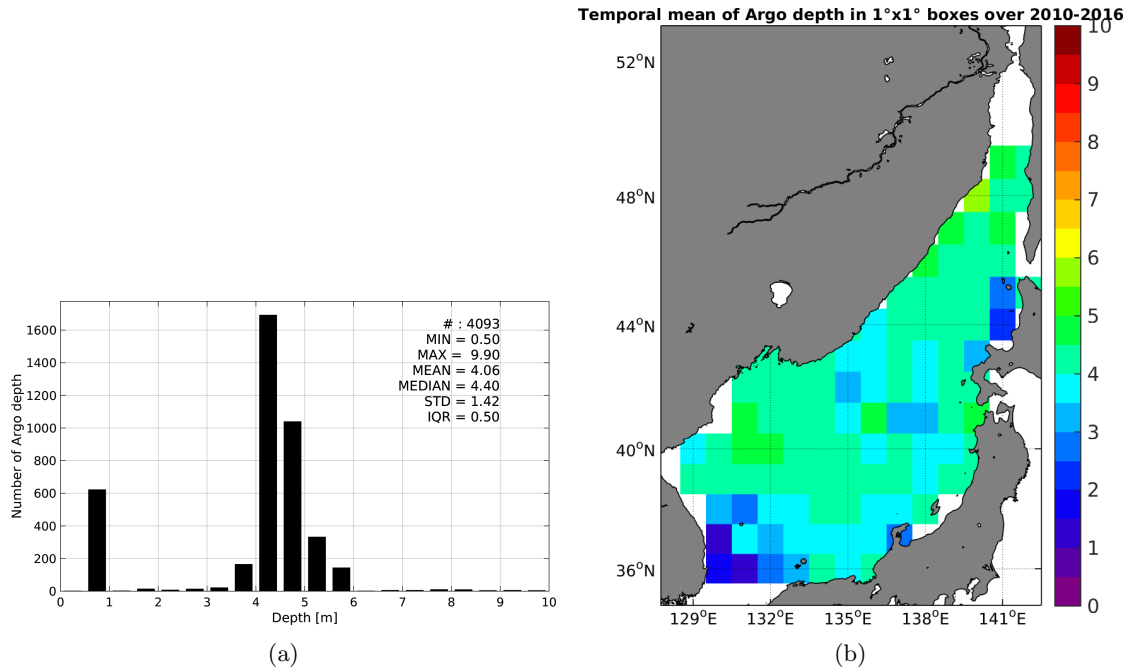 Temporal mean of Argo depth in 1°x1° boxes over 2010-2016
Number of Argo depth
1600
1400
1200
1000
800
600
400
200
0
0 1 2 3 4 5 6 7 8 9 10
Depth [m]
# : 4093
MIN = 0.50
MAX = 9.90
MEAN = 4.06
MEDIAN = 4.40
STD = 1.42
IQR = 0.50
(a)
52°N
48°N
44°N
40°N
36°N
129°E 132°E 135°E 138°E 141°E
10
9
8
7
6
5
4
3
2
1
0
(b)